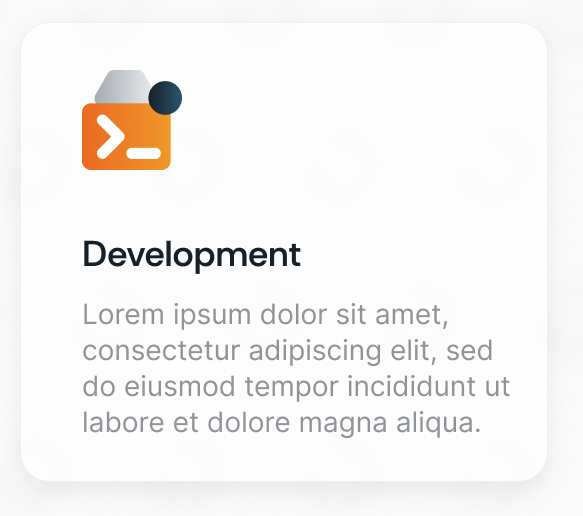 Development
Lorem ipsum dolor sit amet,
consectetur adipiscing elit, sed
do eiusmod tempor incididunt ut
labore et dolore magna aliqua.